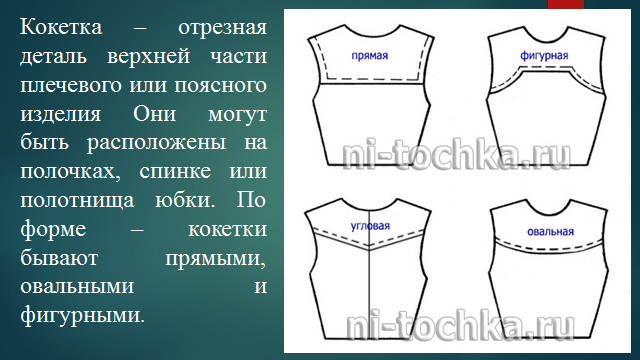 Кокетка – отрезная
деталь верхней части
плечевого или поясного
изделия Они могут
быть расположены на
полочках, спинке или
полотнища юбки. По
форме – кокетки
бывают прямыми,
овальными и
фигурными.
прямая
фигурная
ni-tochka.ru
угловая
овальная
ni-tochka.ru